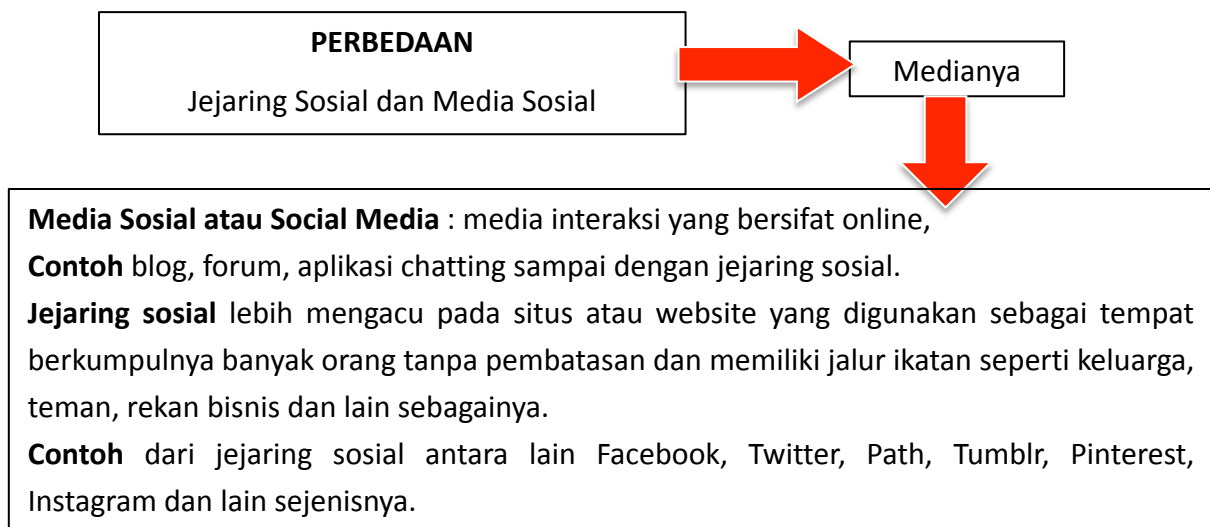 PERBEDAAN
Jejaring Sosial dan Media Sosial
Medianya
Media Sosial atau Social Media : media interaksi yang bersifat online,
Contoh blog, forum, aplikasi chatting sampai dengan jejaring sosial.
Jejaring sosial lebih mengacu pada situs atau website yang digunakan sebagai tempat
berkumpulnya banyak orang tanpa pembatasan dan memiliki jalur ikatan seperti keluarga,
teman, rekan bisnis dan lain sebagainya.
Contoh dari jejaring sosial antara lain Facebook, Twitter, Path, Tumblr, Pinterest,
Instagram dan lain sejenisnya.